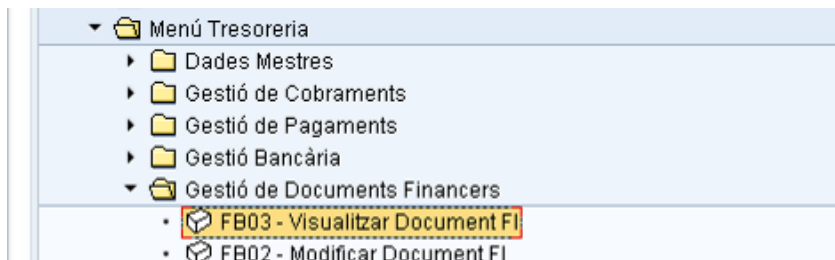 Menú Tresoreria
Dades Mestres
Gestió de Cobraments
Gestió de Pagaments
Gestió Bancària
Gestió de Documents Financers
FB03 - Visualitzar Document FI
FB02 - Modificar Document FI